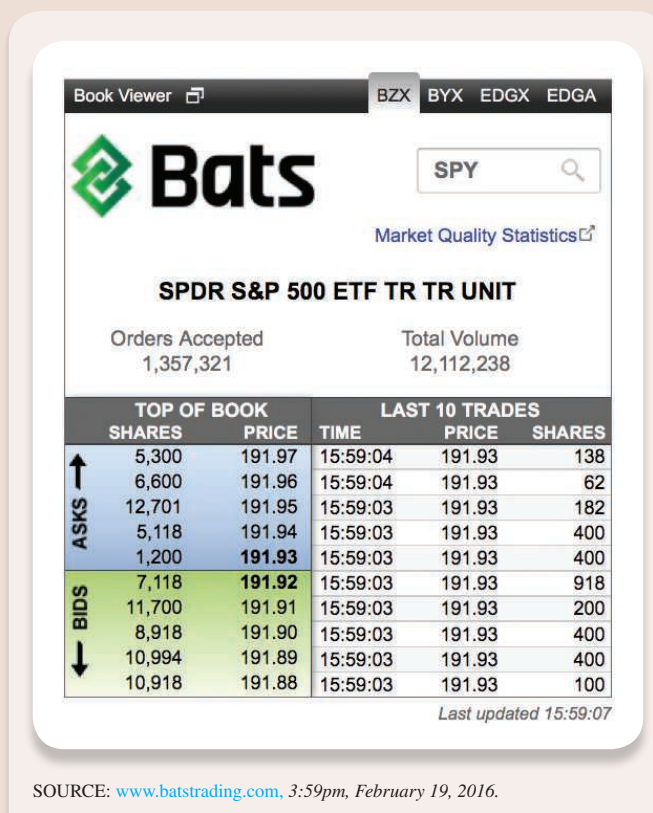 Book Viewer BZX BYX EDGX EDGA
Bats
SPY
Market Quality Statistics
SPDR S&P 500 ETF TR TR UNIT
Orders Accepted Total Volume
1,357,321 12,112,238
TOP OF BOOK LAST 10 TRADES
SHARES PRICE TIME PRICE SHARES
ASKS
5,300 191.97 15:59:04 191.93 138
6,600 191.96 15:59:04 191.93 62
12,701 191.95 15:59:03 191.93 182
5,118 191.94 15:59:03 191.93 400
1,200 191.93 15:59:03 191.93 400
BIDS
7,118 191.92 15:59:03 191.93 918
11,700 191.91 15:59:03 191.93 200
8,918 191.90 15:59:03 191.93 400
10,994 191.89 15:59:03 191.93 400
10,918 191.88 15:59:03 191.93 100
Last updated 15:59:07
SOURCE: www.batstrading.com, 3:59pm, February 19, 2016.